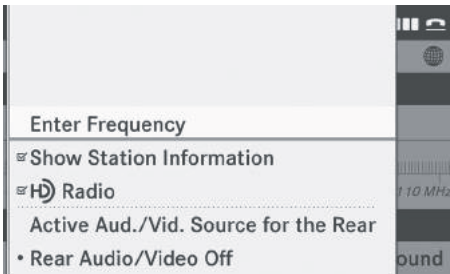 Enter Frequency
Show Station Information
HD Radio
110 MHz
Active Aud./Vid. Source for the Rear
• Rear Audio/Video Off
ound